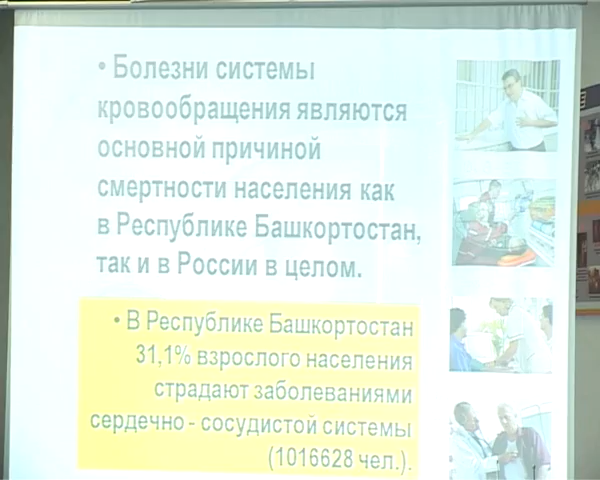 • Болезни системы
кровообращения являются
основной причиной
смертности населения как
в Республике Башкортостан,
так и в России в целом.
• В Республике Башкортостан
31,1% взрослого населения
страдают заболеваниями
сердечно - сосудистой системы
(1016628 чел.).